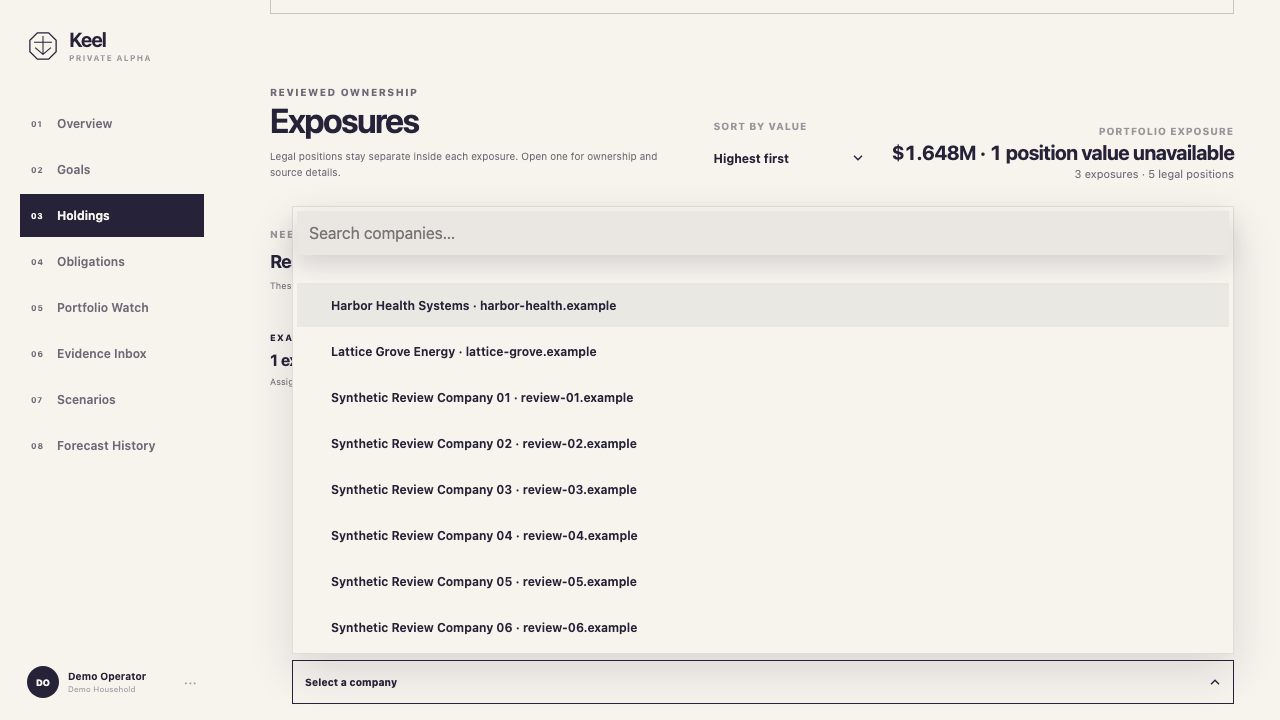 Keel
PRIVATE ALPHA
01 Overview
02 Goals
03 Holdings
04 Obligations
05 Portfolio Watch
06 Evidence Inbox
07 Scenarios
08 Forecast History
DO
Demo Operator
Demo Household
...
REVIEWED OWNERSHIP
Exposures
Legal positions stay separate inside each exposure. Open one for ownership and
source details.
SORT BY VALUE
Highest first
PORTFOLIO EXPOSURE
$1.648M · 1 position value unavailable
3 exposures · 5 legal positions
Search companies...
Harbor Health Systems · harbor-health.example
Lattice Grove Energy · lattice-grove.example
Synthetic Review Company 01 · review-01.example
Synthetic Review Company 02 · review-02.example
Synthetic Review Company 03 · review-03.example
Synthetic Review Company 04 · review-04.example
Synthetic Review Company 05 · review-05.example
Synthetic Review Company 06 · review-06.example
Select a company